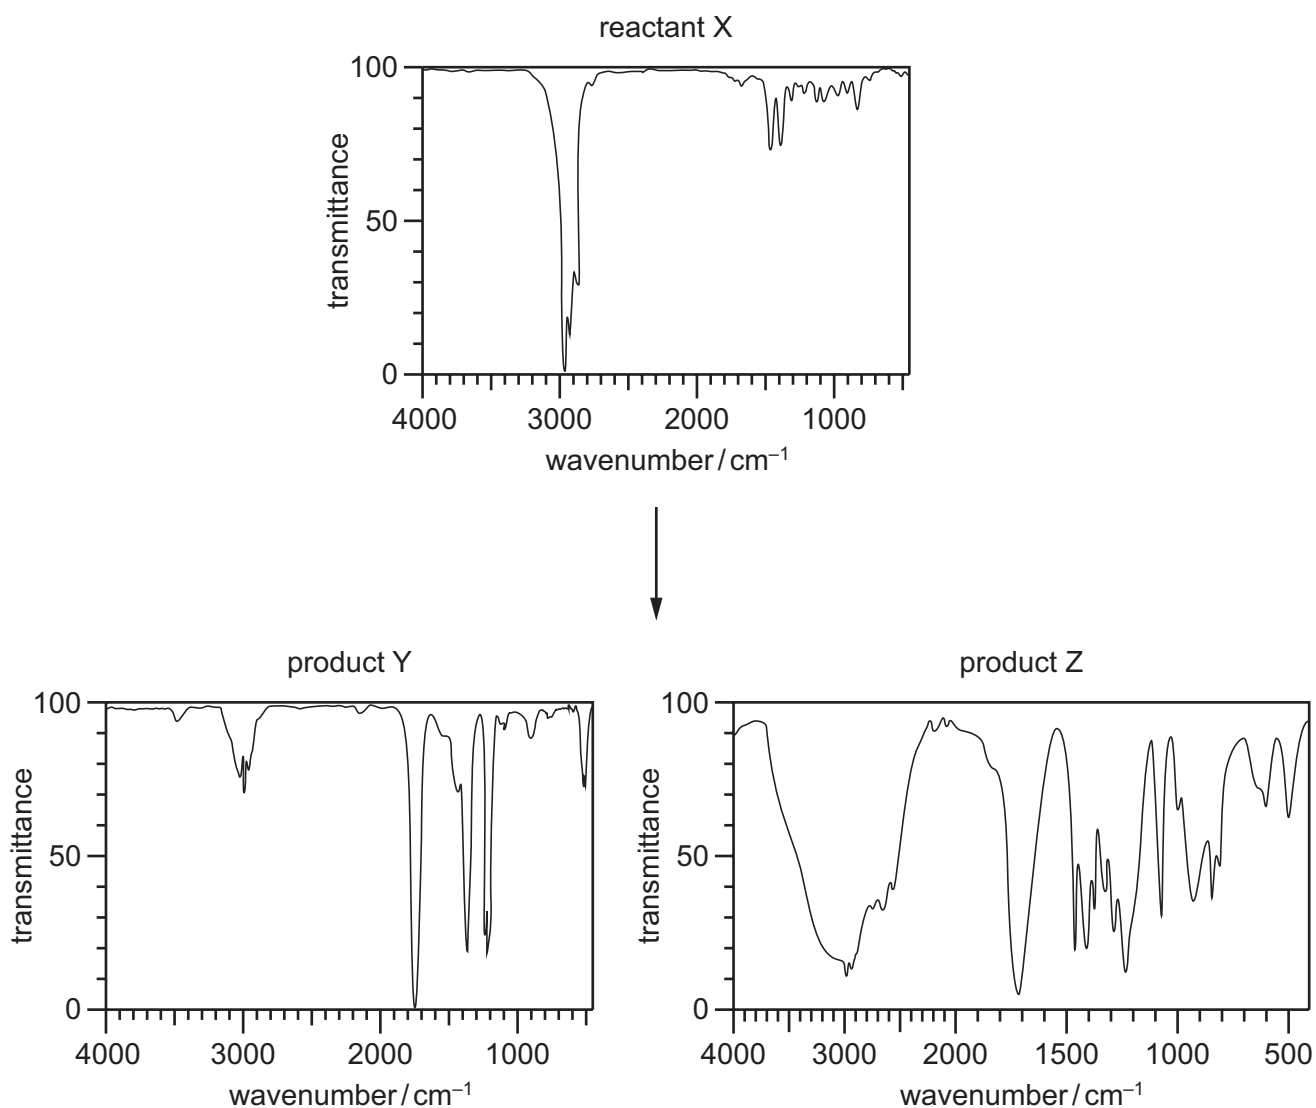 reactant X
100
50
0
transmittance
4000 3000 2000 1000
wavenumber / cm–1
product Y
100
50
0
transmittance
4000 3000 2000 1000
wavenumber / cm–1
product Z
100
50
0
transmittance
4000 3000 2000 1500 1000 500
wavenumber / cm–1